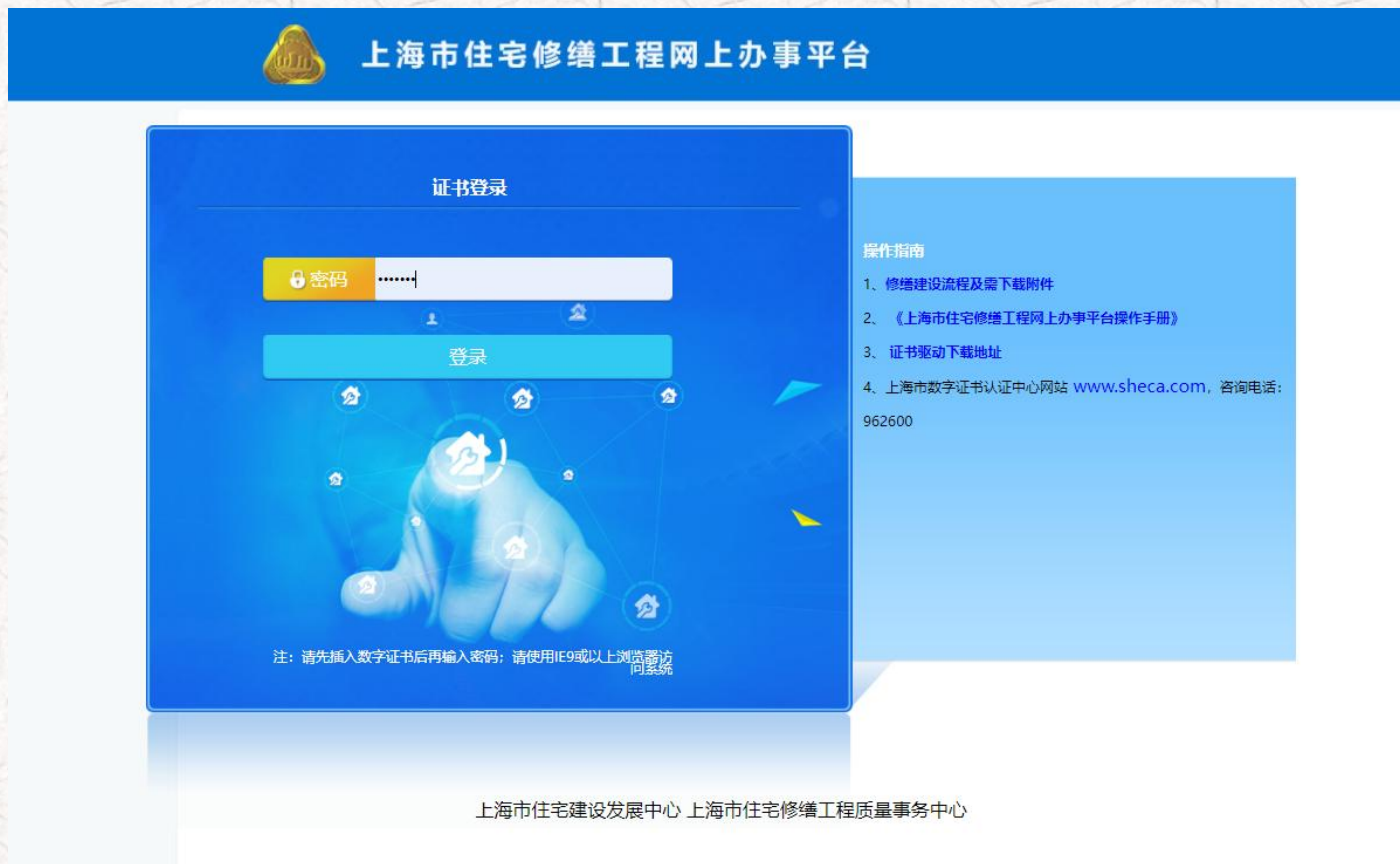 上海市住宅修缮工程网上办事平台
证书登录
密码 •••••••
登录
注：请先插入数字证书后再输入密码；请使用IE9或以上浏览器访
问系统
操作指南
1、修缮建设流程及需下载附件
2、《上海市住宅修缮工程网上办事平台操作手册》
3、证书驱动下载地址
4、上海市数字证书认证中心网站 www.sheca.com，咨询电话：
962600
上海市住宅建设发展中心 上海市住宅修缮工程质量事务中心